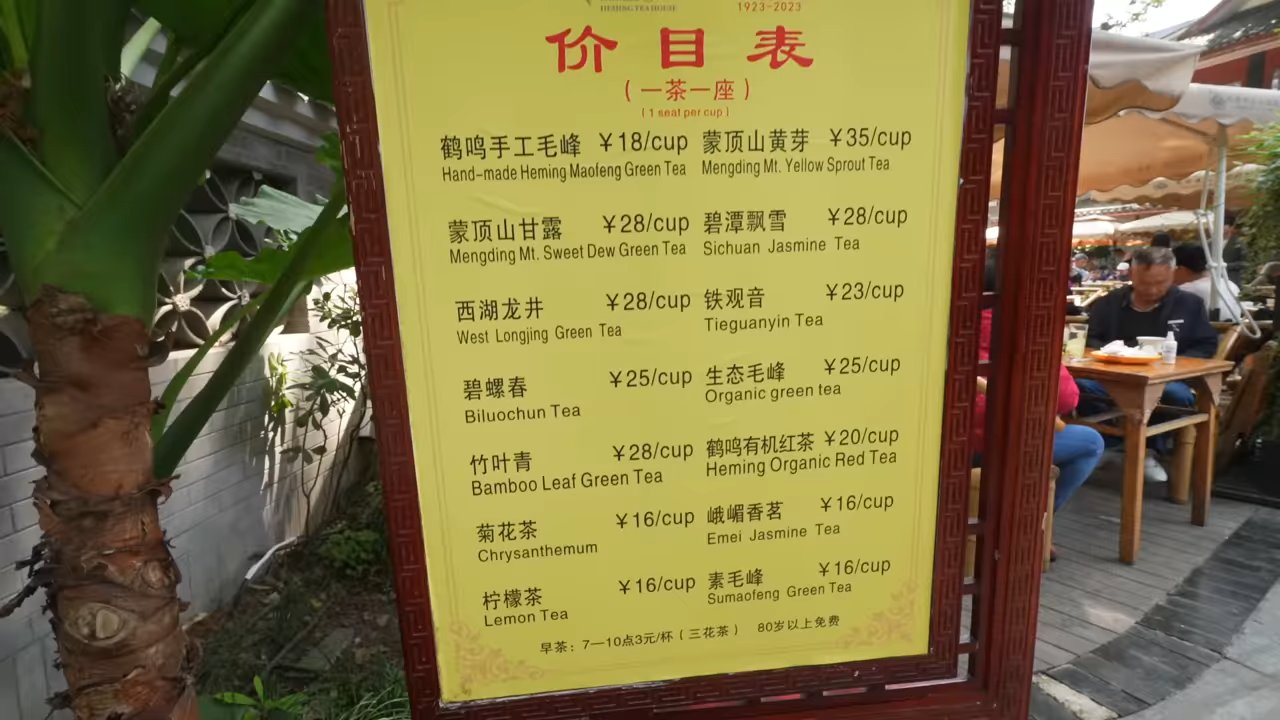 HEMING TEA HOUSE
1923-2023
价目表
(一茶一座)
(1 seat per cup)
鹤鸣手工毛峰 ¥18/cup
Hand-made Heming Maofeng Green Tea
蒙顶山黄芽 ¥35/cup
Mengding Mt. Yellow Sprout Tea
蒙顶山甘露 ¥28/cup
Mengding Mt. Sweet Dew Green Tea
碧潭飘雪 ¥28/cup
Sichuan Jasmine Tea
西湖龙井 ¥28/cup
West Longjing Green Tea
铁观音 ¥23/cup
Tieguanyin Tea
碧螺春 ¥25/cup
Biluochun Tea
生态毛峰 ¥25/cup
Organic green tea
竹叶青 ¥28/cup
Bamboo Leaf Green Tea
鹤鸣有机红茶 ¥20/cup
Heming Organic Red Tea
菊花茶 ¥16/cup
Chrysanthemum
峨嵋香茗 ¥16/cup
Emei Jasmine Tea
柠檬茶 ¥16/cup
Lemon Tea
素毛峰 ¥16/cup
Sumaofeng Green Tea
早茶：7—10点3元/杯（三花茶） 80岁以上免费